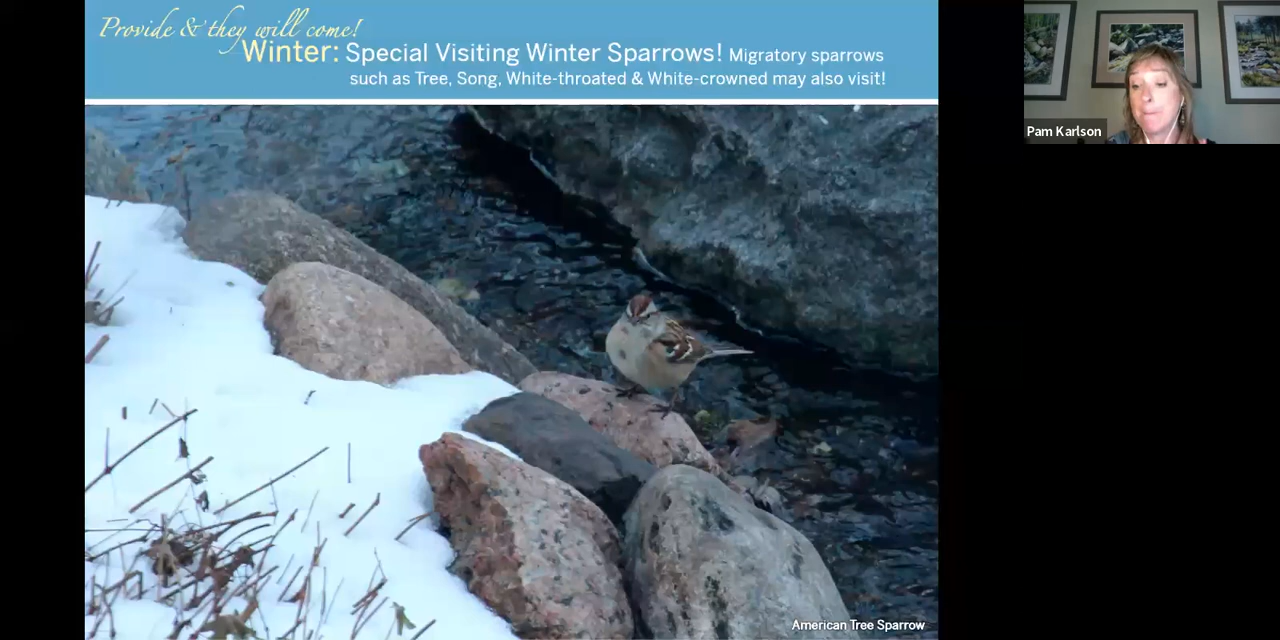 Provide & they will come!
Winter: Special Visiting Winter Sparrows! Migratory sparrows
such as Tree, Song, White-throated & White-crowned may also visit!
Pam Karlson
American Tree Sparrow